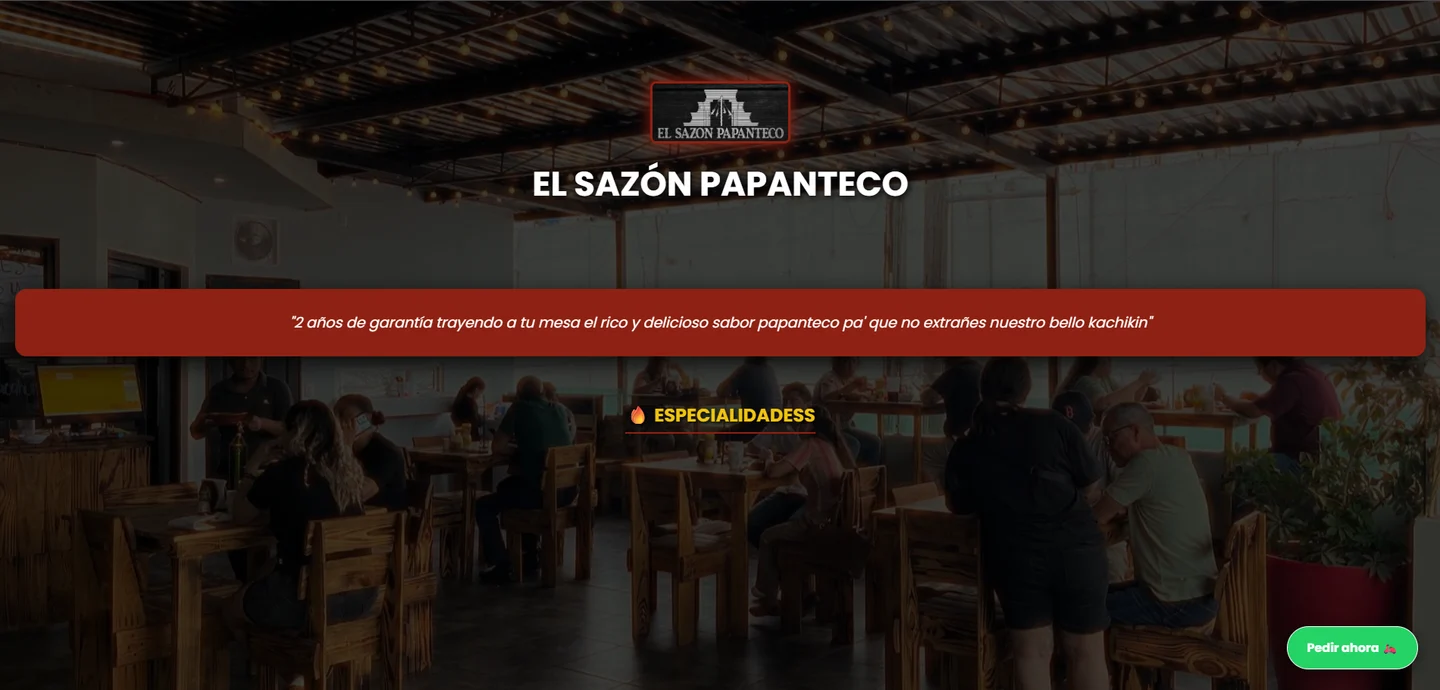 EL SAZON PAPANTECO
EL SAZÓN PAPANTECO
"2 años de garantía trayendo a tu mesa el rico y delicioso sabor papanteco pa' que no extrañes nuestro bello kachikin"
🔥 ESPECIALIDADESS
Pedir ahora 🛵